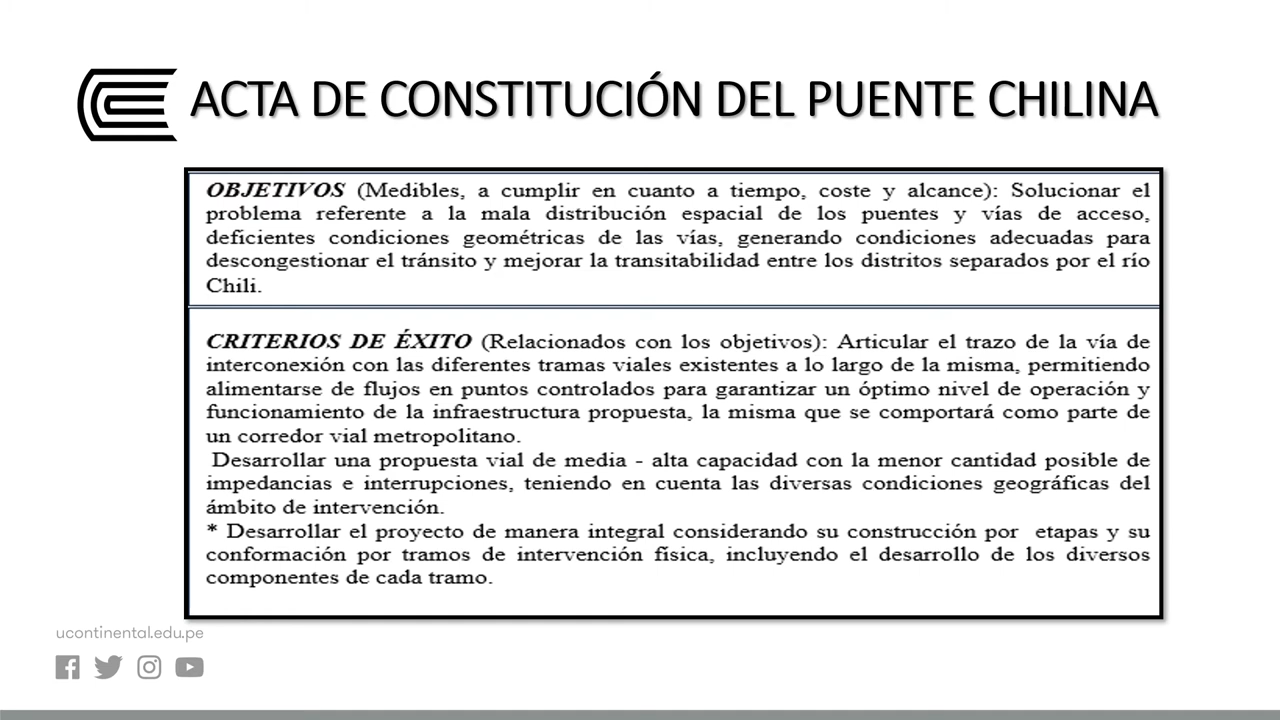 ACTA DE CONSTITUCIÓN DEL PUENTE CHILINA
OBJETIVOS (Medibles, a cumplir en cuanto a tiempo, coste y alcance): Solucionar el
problema referente a la mala distribución espacial de los puentes y vías de acceso,
deficientes condiciones geométricas de las vías, generando condiciones adecuadas para
descongestionar el tránsito y mejorar la transitabilidad entre los distritos separados por el río
Chili.
CRITERIOS DE ÉXITO (Relacionados con los objetivos): Articular el trazo de la vía de
interconexión con las diferentes tramas viales existentes a lo largo de la misma, permitiendo
alimentarse de flujos en puntos controlados para garantizar un óptimo nivel de operación y
funcionamiento de la infraestructura propuesta, la misma que se comportará como parte de
un corredor vial metropolitano.
Desarrollar una propuesta vial de media - alta capacidad con la menor cantidad posible de
impedancias e interrupciones, teniendo en cuenta las diversas condiciones geográficas del
ámbito de intervención.
* Desarrollar el proyecto de manera integral considerando su construcción por etapas y su
conformación por tramos de intervención física, incluyendo el desarrollo de los diversos
componentes de cada tramo.
ucontinental.edu.pe